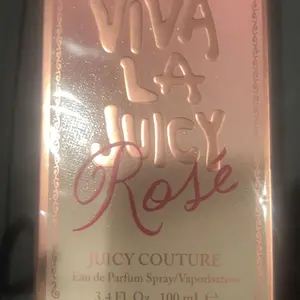 VIVA
LA
JUICY
Rosé
JUICY COUTURE
Eau de Parfum Spray/Vaporisateur
3.4 Fl. Oz. 100 ml ℮